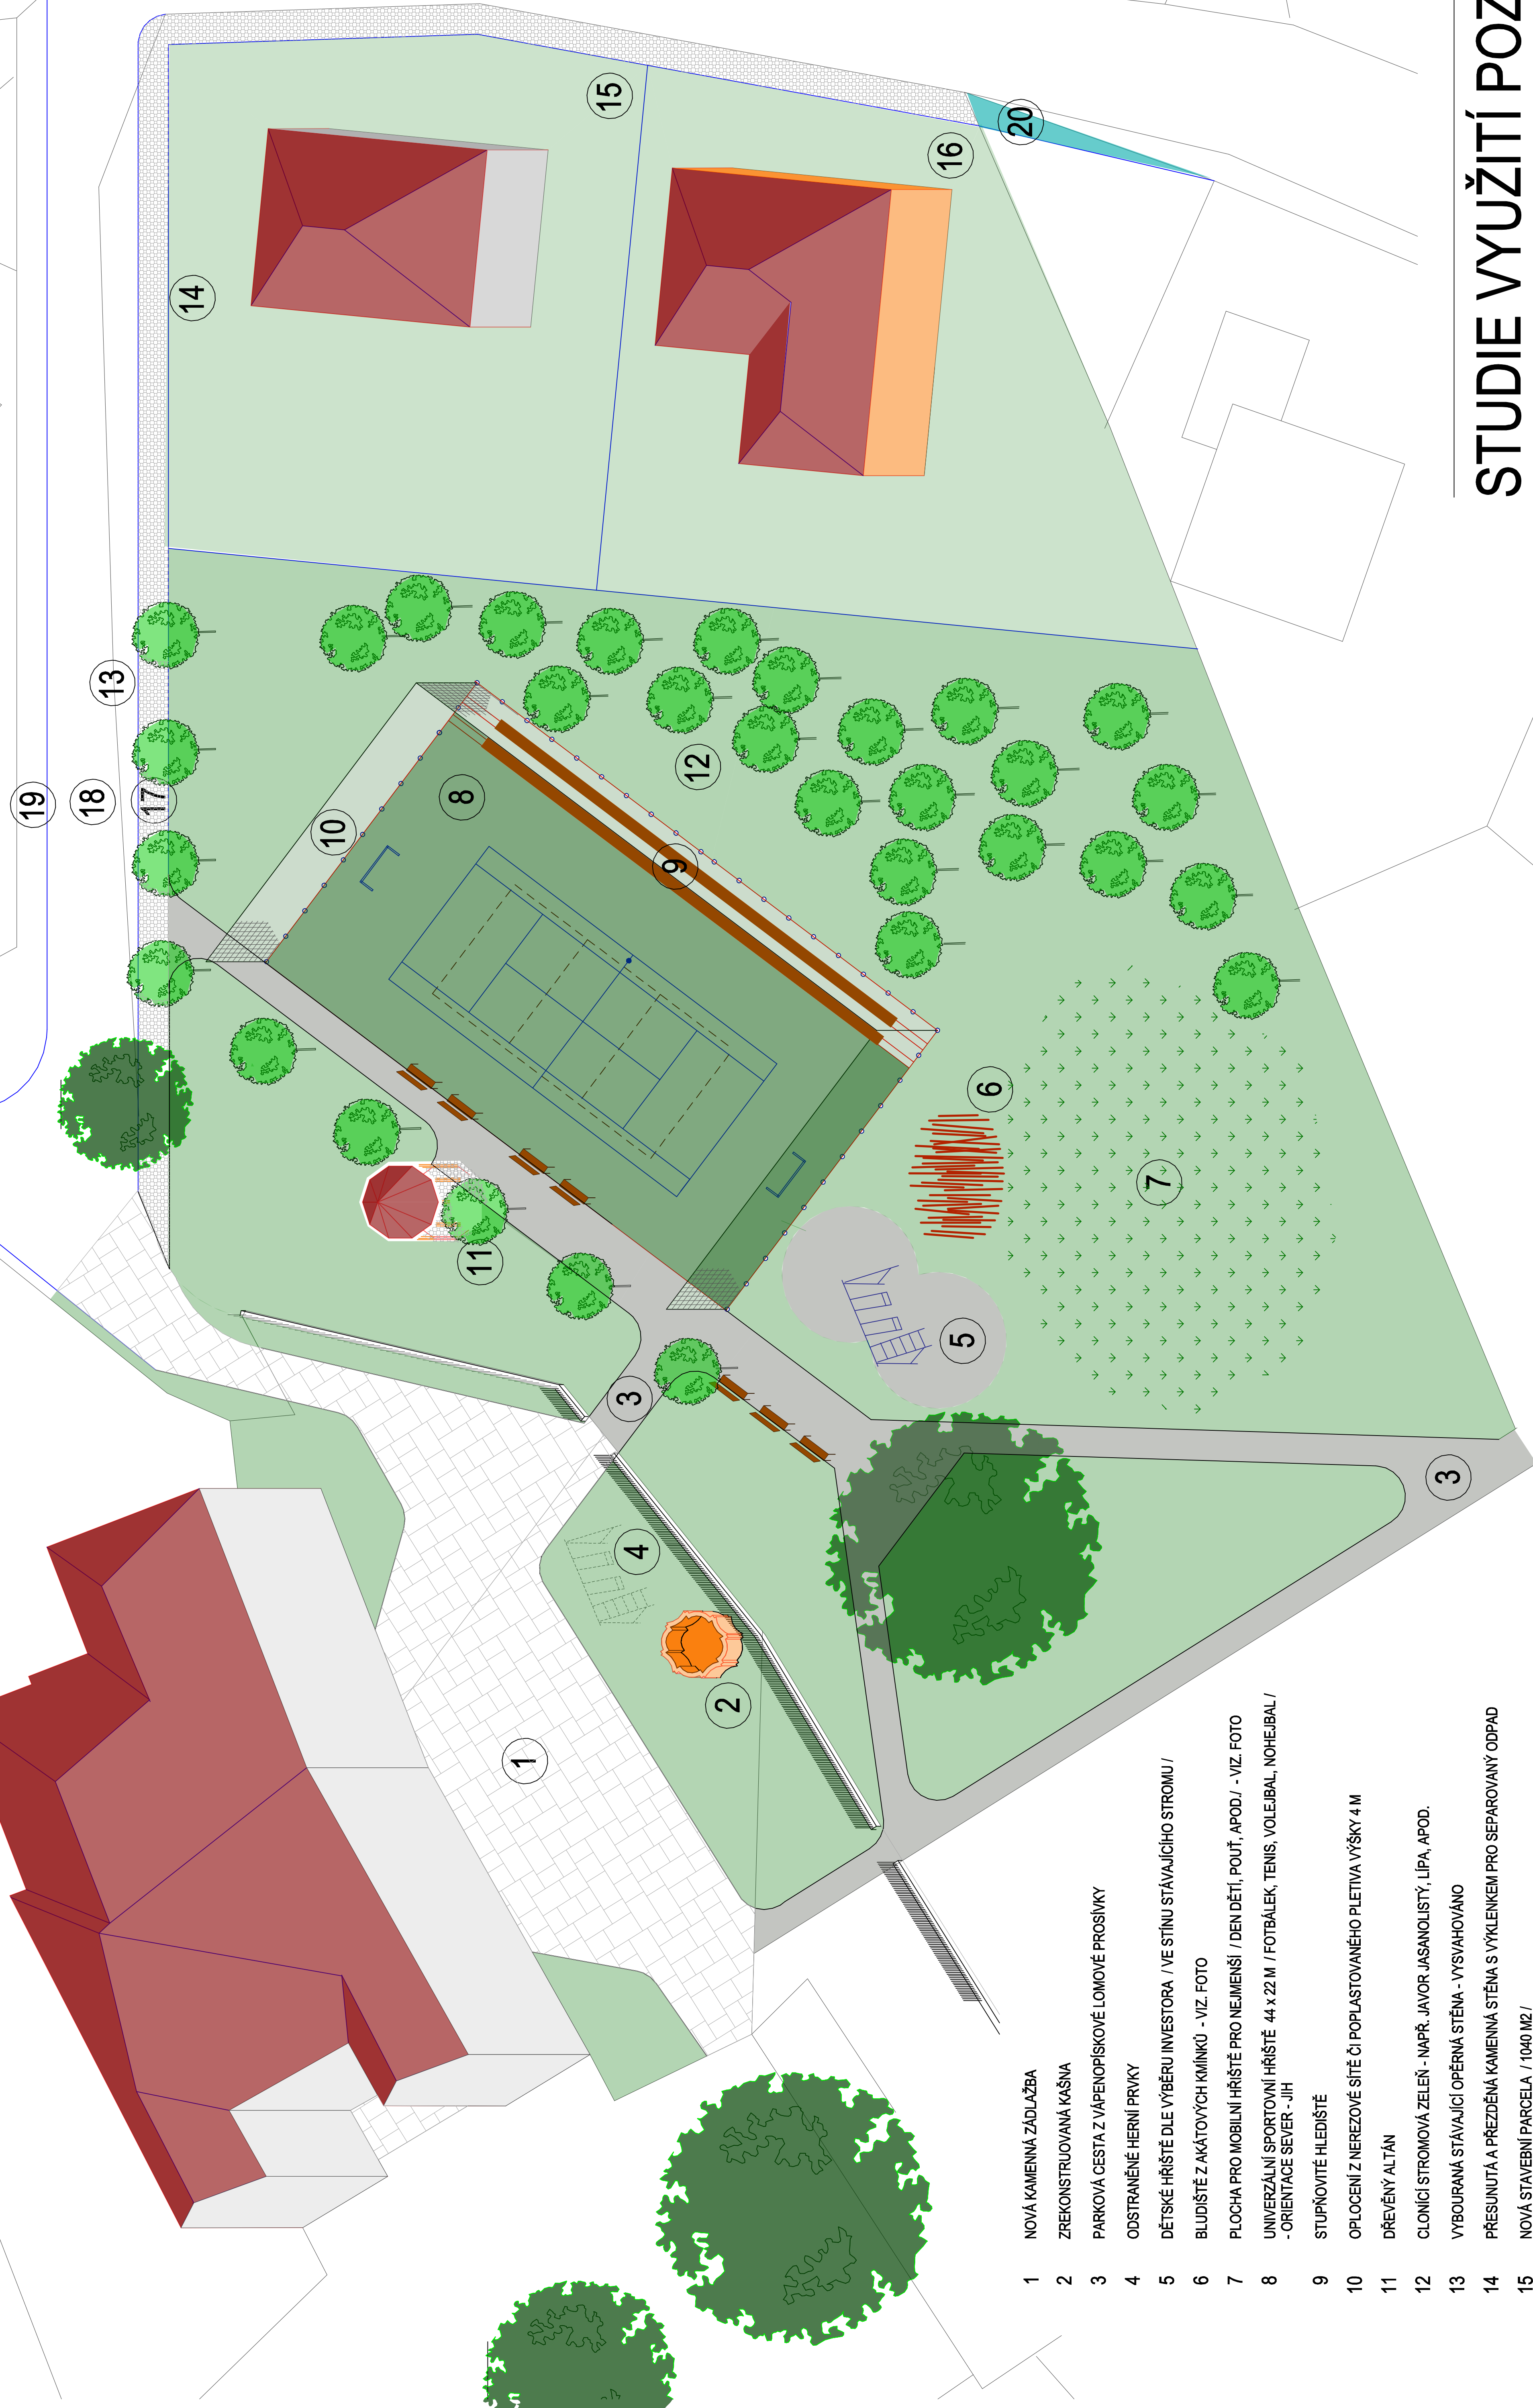 STUDIE VYUŽITÍ POZ
19
18
17
13
14
15
16
20
10
8
9
12
11
6
7
5
3
4
2
1
3
1 NOVÁ KAMENNÁ ZÁDLAŽBA
2 ZREKONSTRUOVANÁ KAŠNA
3 PARKOVÁ CESTA Z VÁPENOPÍSKOVÉ LOMOVÉ PROSÍVKY
4 ODSTRANĚNÉ HERNÍ PRVKY
5 DĚTSKÉ HŘIŠTĚ DLE VÝBĚRU INVESTORA / VE STÍNU STÁVAJÍCÍHO STROMU /
6 BLUDIŠTĚ Z AKÁTOVÝCH KMÍNKŮ - VIZ. FOTO
7 PLOCHA PRO MOBILNÍ HŘIŠTĚ PRO NEJMENŠÍ / DEN DĚTÍ, POUŤ, APOD./ - VIZ. FOTO
8 UNIVERZÁLNÍ SPORTOVNÍ HŘIŠTĚ 44 x 22 M / FOTBÁLEK, TENIS, VOLEJBAL, NOHEJBAL /
- ORIENTACE SEVER - JIH
9 STUPŇOVITÉ HLEDIŠTĚ
10 OPLOCENÍ Z NEREZOVÉ SÍTĚ ČI POPLASTOVANÉHO PLETIVA VÝŠKY 4 M
11 DŘEVĚNÝ ALTÁN
12 CLONÍCÍ STROMOVÁ ZELEŇ - NAPŘ. JAVOR JASANOLISTÝ, LÍPA, APOD.
13 VYBOURANÁ STÁVAJÍCÍ OPĚRNÁ STĚNA - VYSVAHOVÁNO
14 PŘESUNUTÁ A PŘEZDĚNÁ KAMENNÁ STĚNA S VÝKLENKEM PRO SEPAROVANÝ ODPAD
15 NOVÁ STAVEBNÍ PARCELA / 1040 M2 /